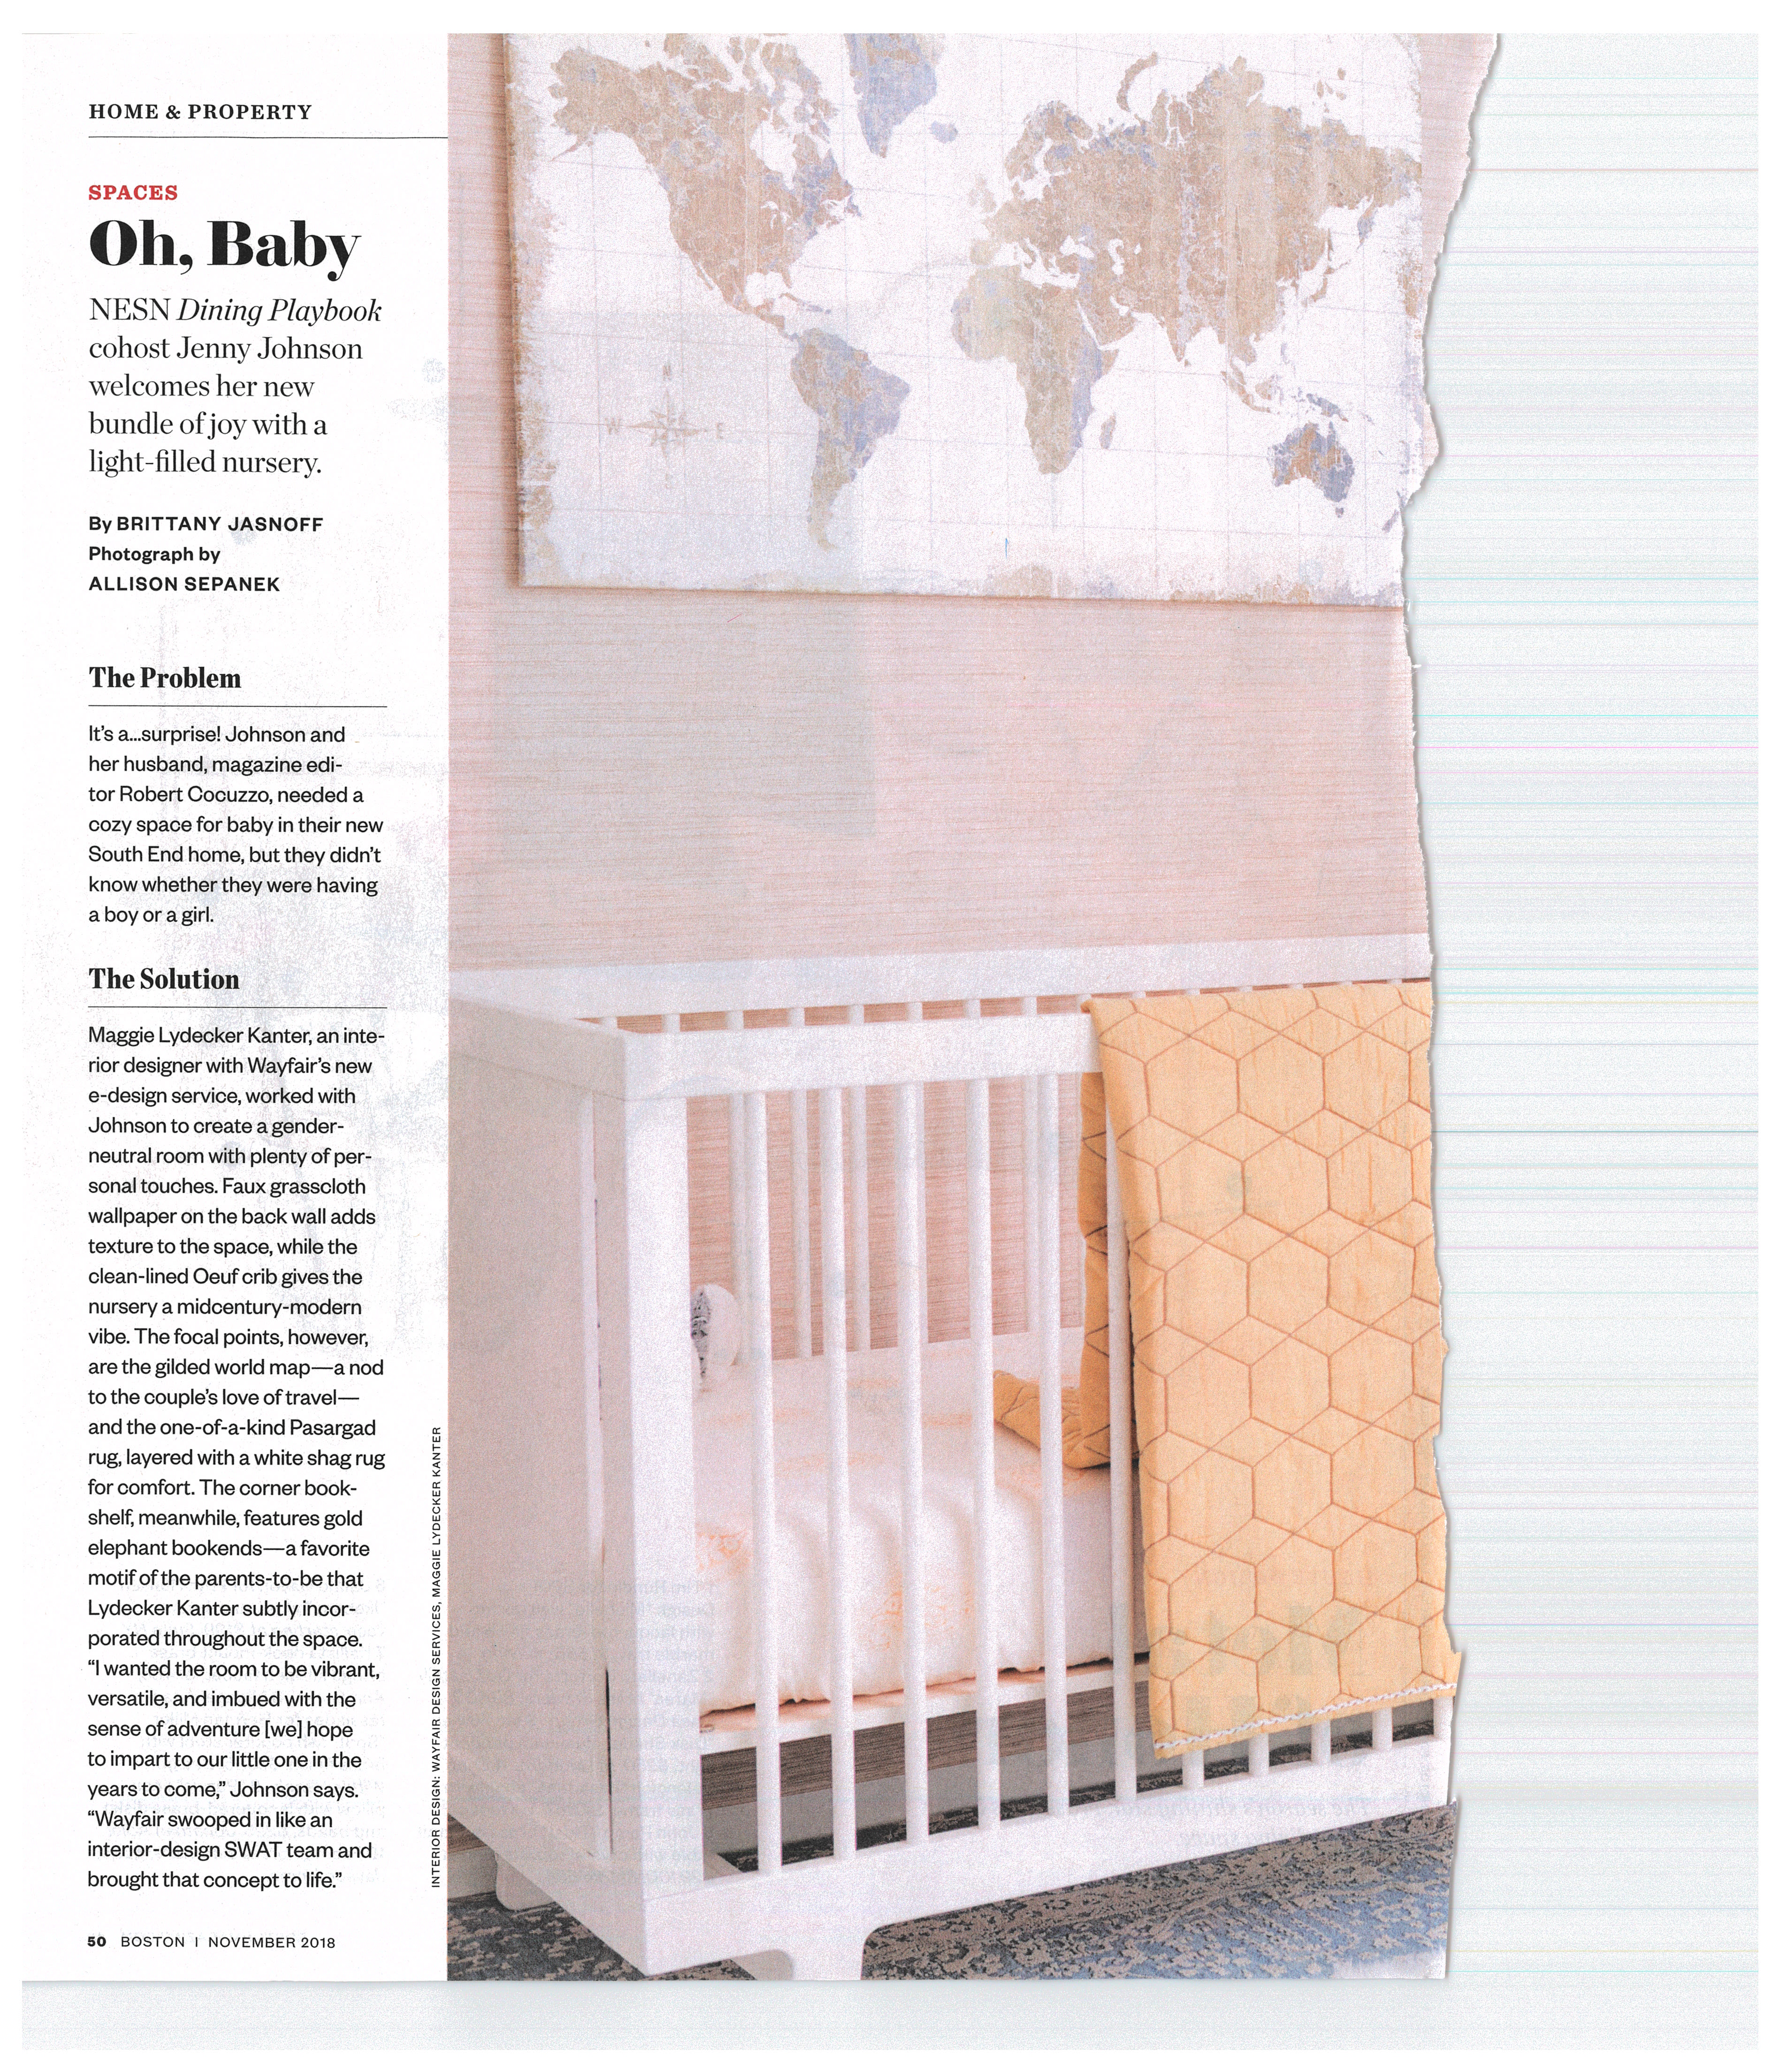 HOME & PROPERTY
SPACES
Oh, Baby
NESN Dining Playbook
cohost Jenny Johnson
welcomes her new
bundle of joy with a
light-filled nursery.
By BRITTANY JASNOFF
Photograph by
ALLISON SEPANEK
The Problem
It's a...surprise! Johnson and
her husband, magazine edi-
tor Robert Cocuzzo, needed a
cozy space for baby in their new
South End home, but they didn't
know whether they were having
a boy or a girl.
The Solution
Maggie Lydecker Kanter, an inte-
rior designer with Wayfair's new
e-design service, worked with
Johnson to create a gender-
neutral room with plenty of per-
sonal touches. Faux grasscloth
wallpaper on the back wall adds
texture to the space, while the
clean-lined Oeuf crib gives the
nursery a midcentury-modern
vibe. The focal points, however,
are the gilded world map—a nod
to the couple's love of travel—
and the one-of-a-kind Pasargad
rug, layered with a white shag rug
for comfort. The corner book-
shelf, meanwhile, features gold
elephant bookends—a favorite
motif of the parents-to-be that
Lydecker Kanter subtly incor-
porated throughout the space.
“I wanted the room to be vibrant,
versatile, and imbued with the
sense of adventure [we] hope
to impart to our little one in the
years to come,” Johnson says.
“Wayfair swooped in like an
interior-design SWAT team and
brought that concept to life.”
INTERIOR DESIGN: WAYFAIR DESIGN SERVICES, MAGGIE LYDECKER KANTER
50 BOSTON | NOVEMBER 2018
N
W E
S